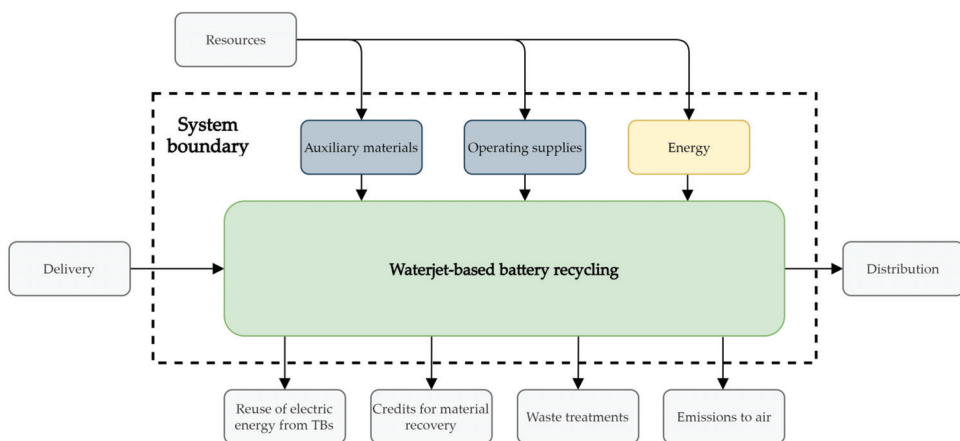 Resources
System
boundary
Auxiliary materials
Operating supplies
Energy
Delivery
Waterjet-based battery recycling
Distribution
Reuse of electric
energy from TBs
Credits for material
recovery
Waste treatments
Emissions to air